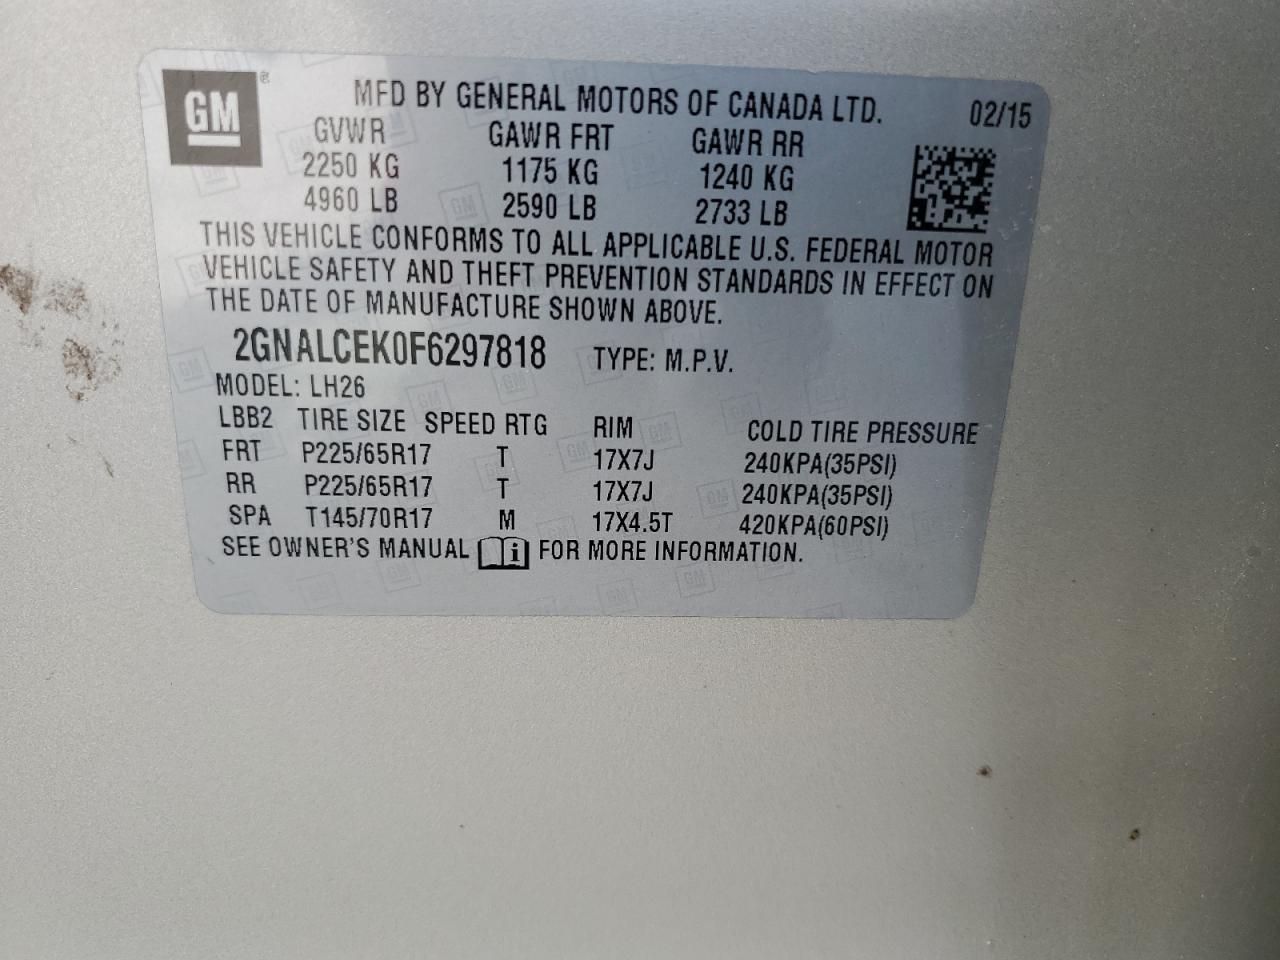 GM ® MFD BY GENERAL MOTORS OF CANADA LTD. 02/15
GVWR GAWR FRT GAWR RR
2250 KG 1175 KG 1240 KG
4960 LB 2590 LB 2733 LB
THIS VEHICLE CONFORMS TO ALL APPLICABLE U.S. FEDERAL MOTOR
VEHICLE SAFETY AND THEFT PREVENTION STANDARDS IN EFFECT ON
THE DATE OF MANUFACTURE SHOWN ABOVE.
2GNALCEK0F6297818 TYPE: M.P.V.
MODEL: LH26
LBB2 TIRE SIZE SPEED RTG RIM COLD TIRE PRESSURE
FRT P225/65R17 T 17X7J 240KPA(35PSI)
RR P225/65R17 T 17X7J 240KPA(35PSI)
SPA T145/70R17 M 17X4.5T 420KPA(60PSI)
SEE OWNER'S MANUAL i FOR MORE INFORMATION.